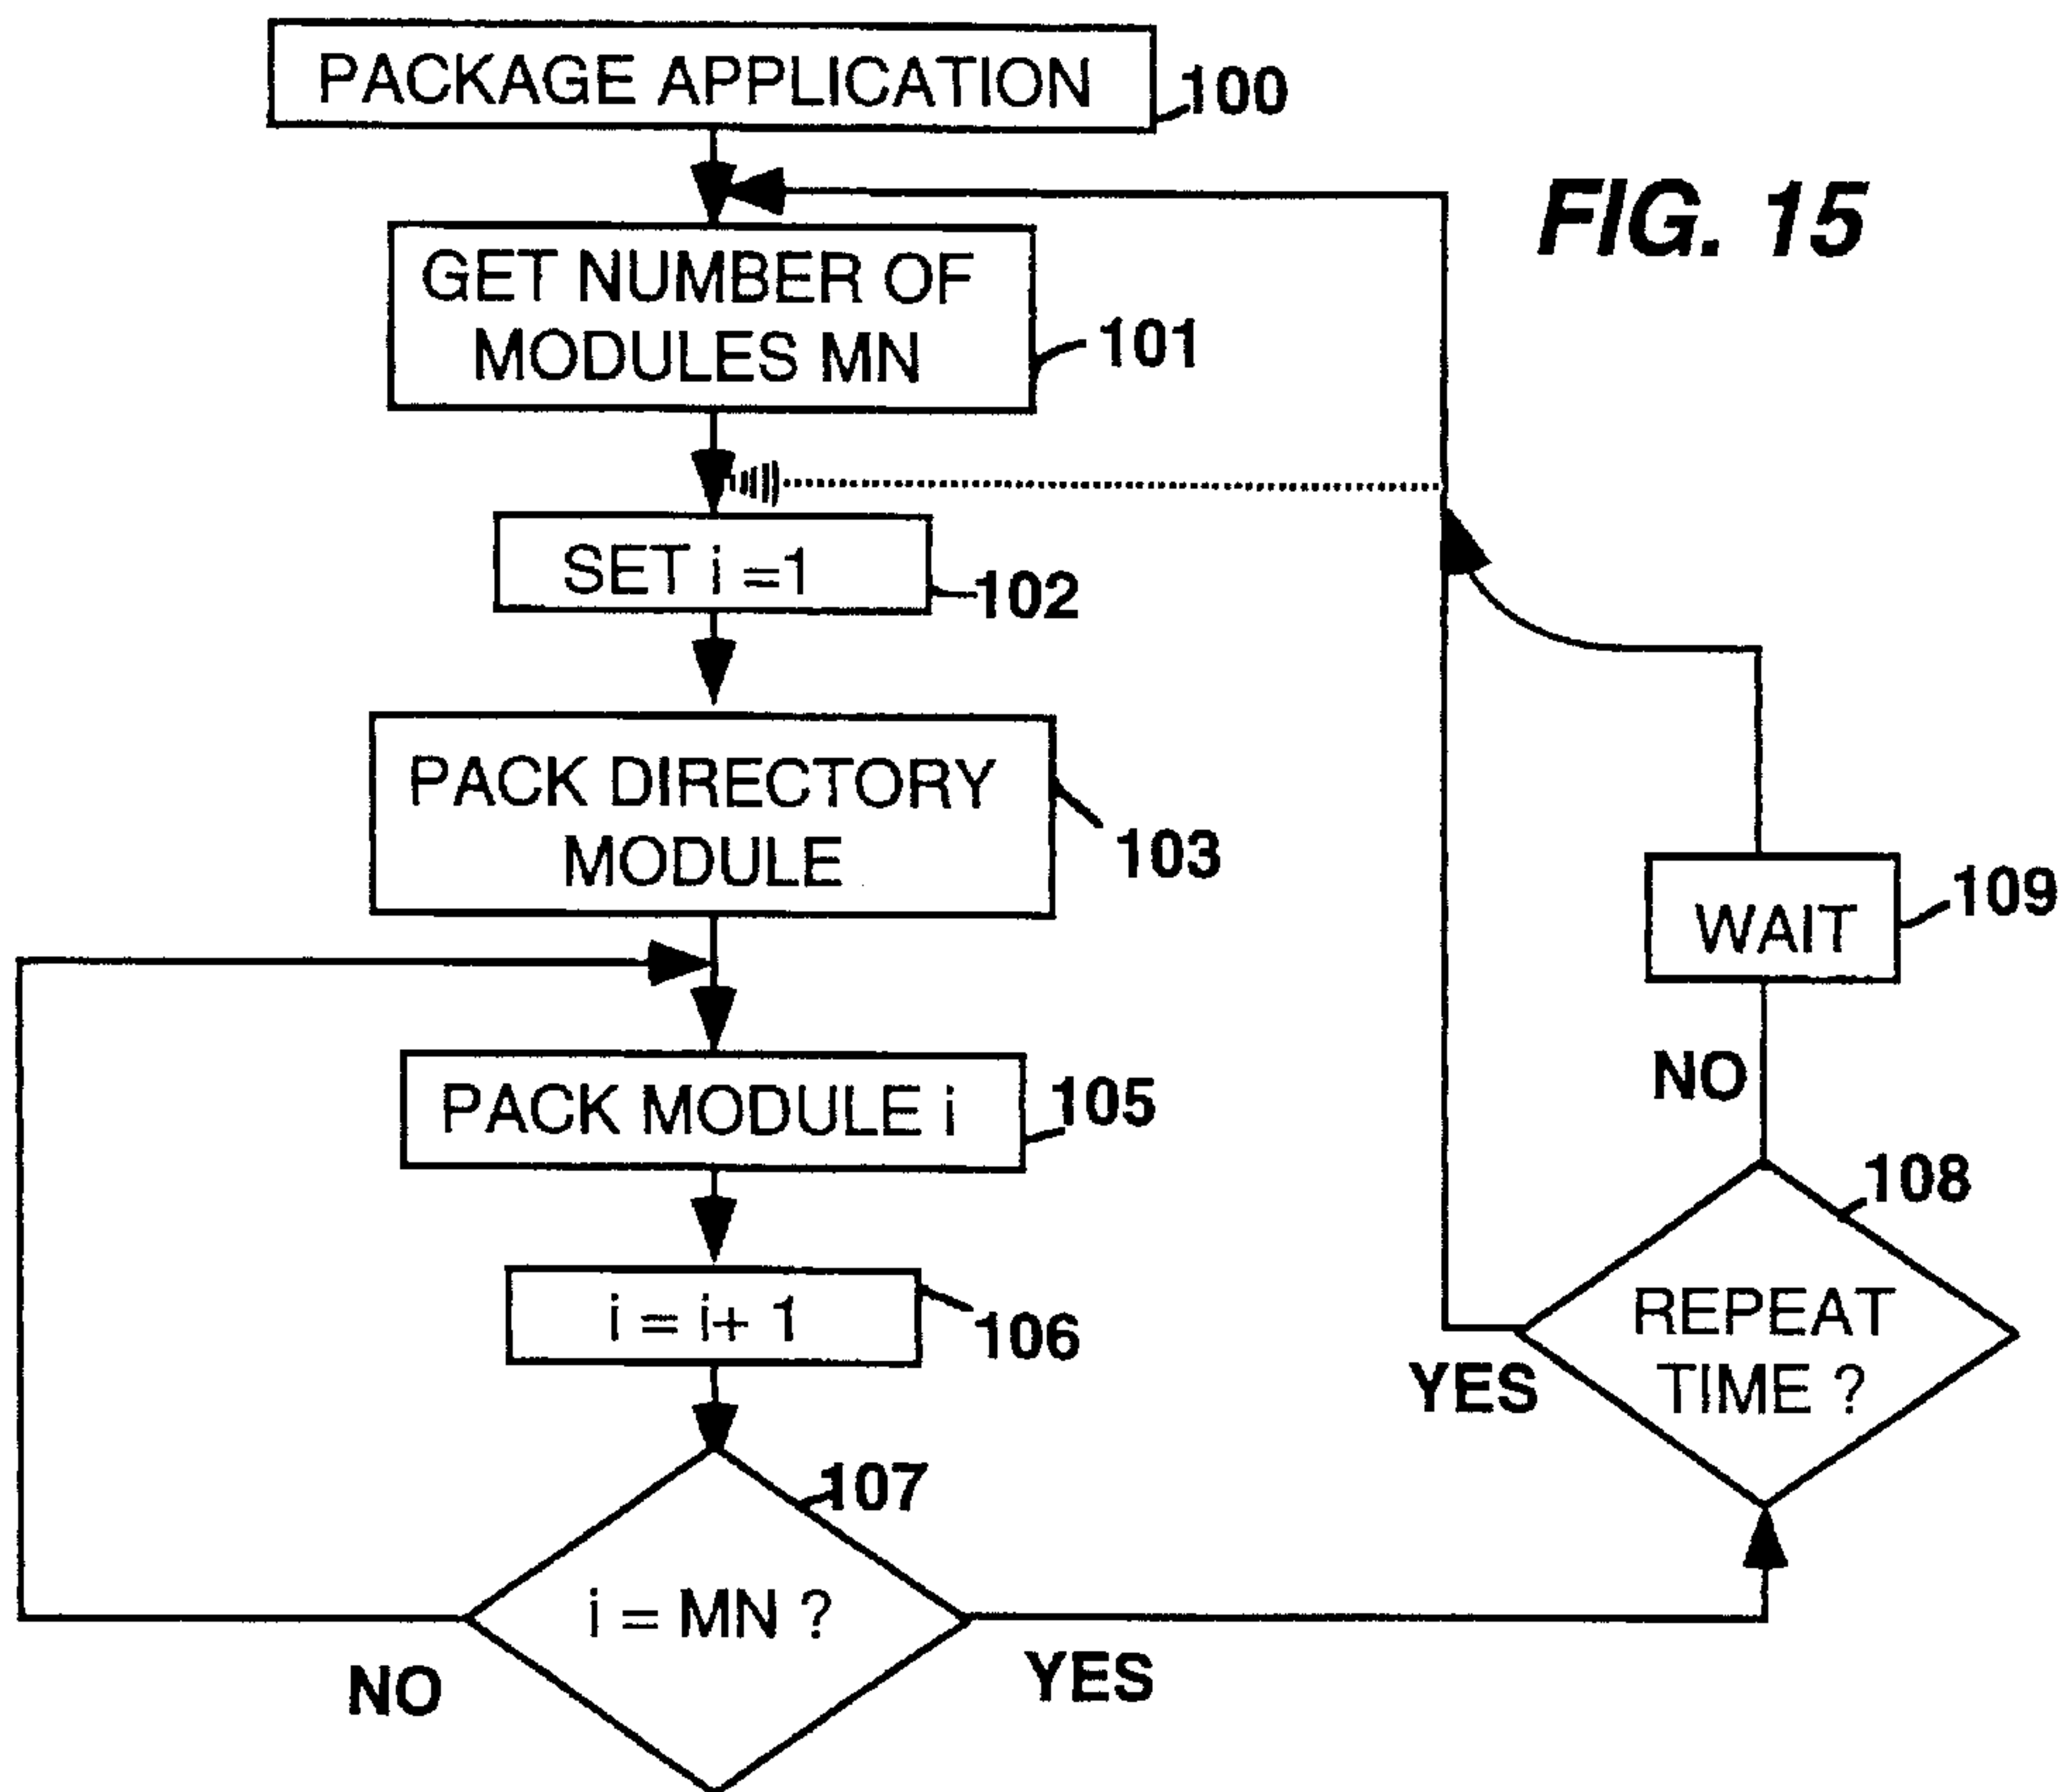 PACKAGE APPLICATION
100
FIG. 15
GET NUMBER OF
MODULES MN
101
SET i =1
102
PACK DIRECTORY
MODULE
103
WAIT
109
NO
PACK MODULE i
105
108
REPEAT
TIME ?
YES
i = i+ 1
106
107
i = MN ?
NO
YES